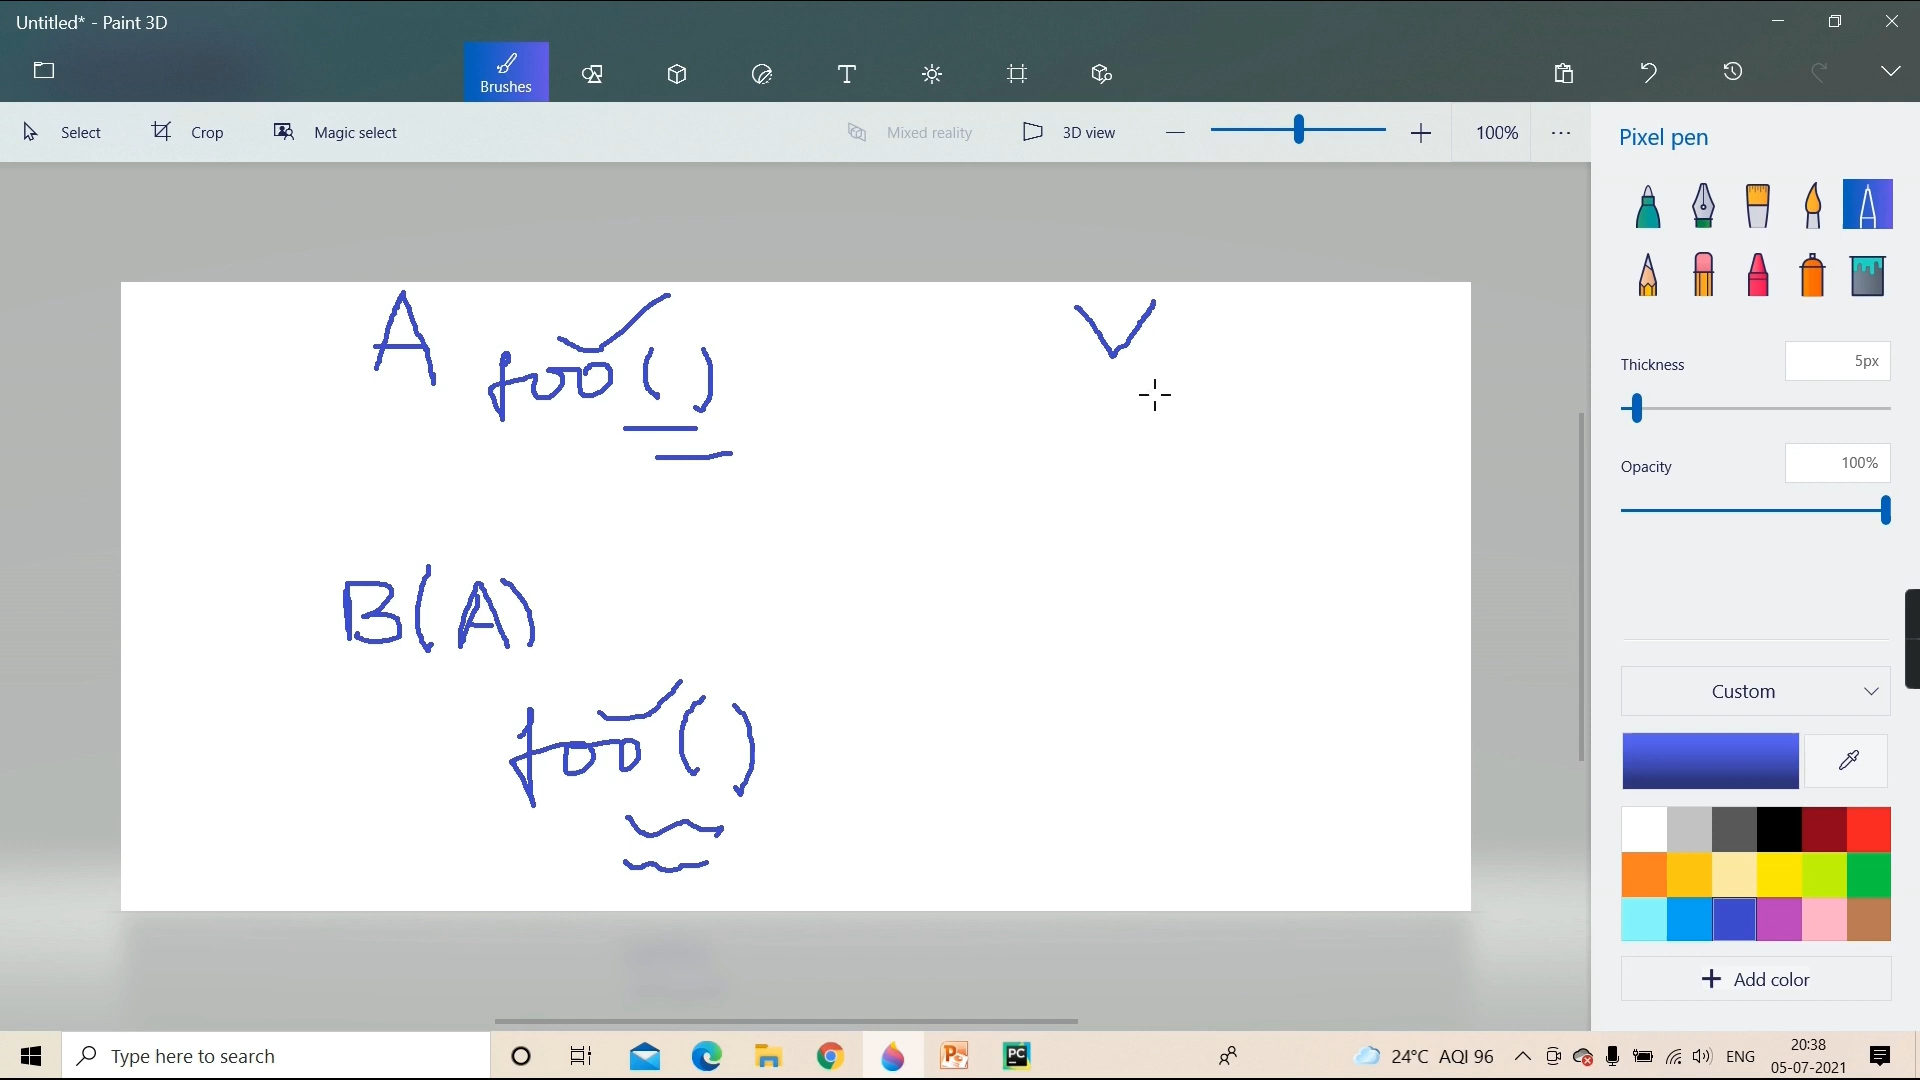 Untitled* - Paint 3D
Brushes
Select Crop Magic select Mixed reality 3D view 100%
Pixel pen
A V
foo()
Thickness 5px
Opacity 100%
B(A)
foo()
Custom
Add color
Type here to search
PC
24°C AQI 96 ENG 20:38
05-07-2021